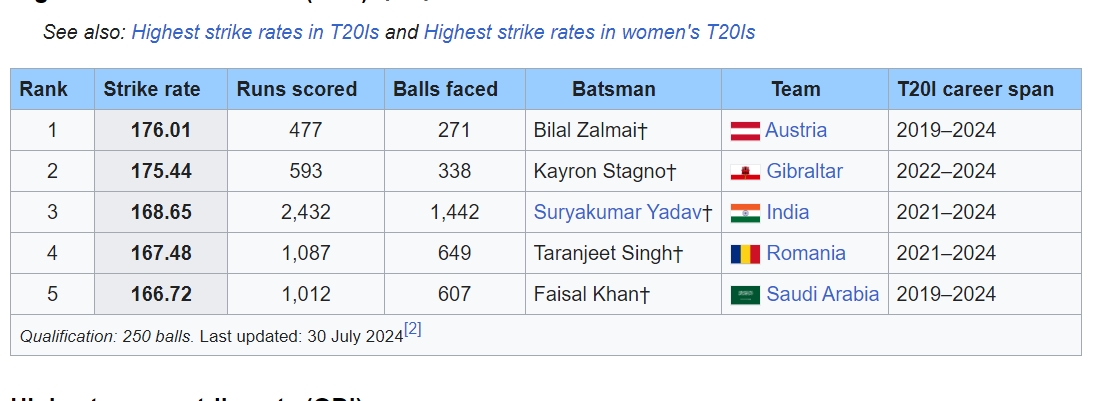 See also: Highest strike rates in T20Is and Highest strike rates in women's T20Is
Rank Strike rate Runs scored Balls faced Batsman Team T20I career span
1 176.01 477 271 Bilal Zalmai† Austria 2019–2024
2 175.44 593 338 Kayron Stagno† Gibraltar 2022–2024
3 168.65 2,432 1,442 Suryakumar Yadav† India 2021–2024
4 167.48 1,087 649 Taranjeet Singh† Romania 2021–2024
5 166.72 1,012 607 Faisal Khan† Saudi Arabia 2019–2024
Qualification: 250 balls. Last updated: 30 July 2024[2]